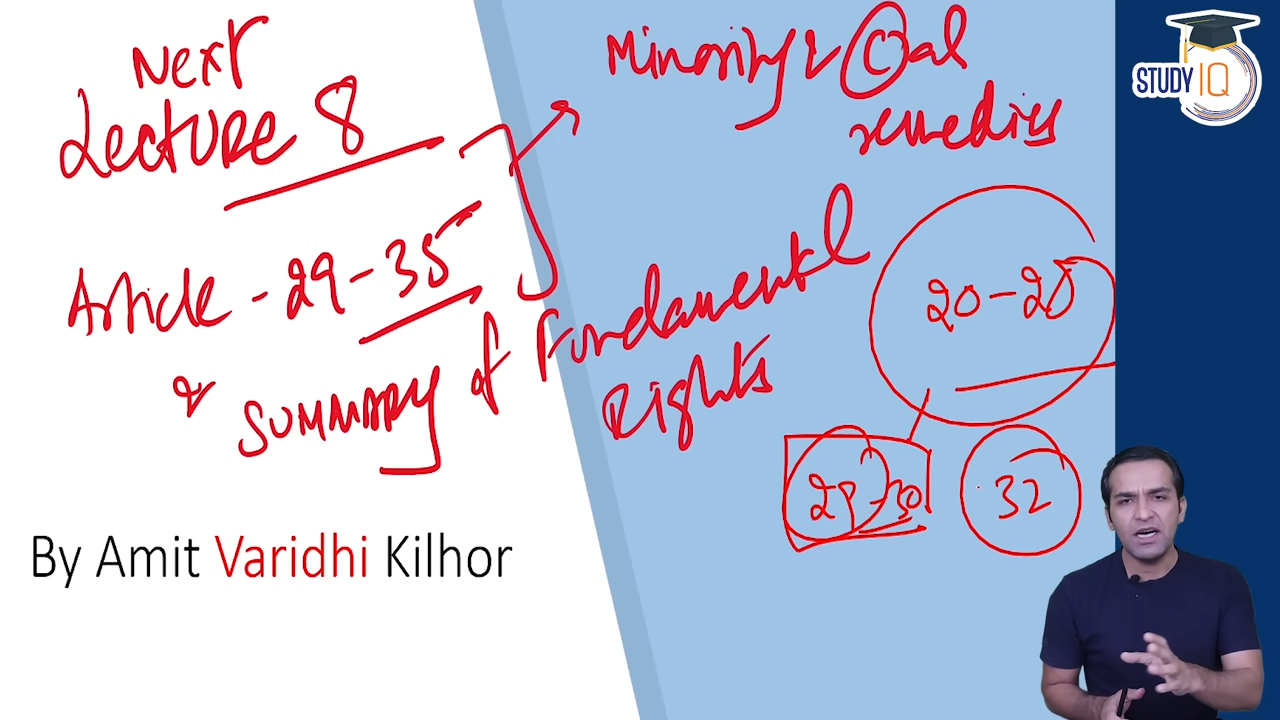 Next
Lecture 8
Article - 29 - 35
& SUMMARY of Fundamental
Rights
Minority & Cal
remedies
20 - 28
29 - 30
32
By Amit Varidhi Kilhor
STUDY IQ